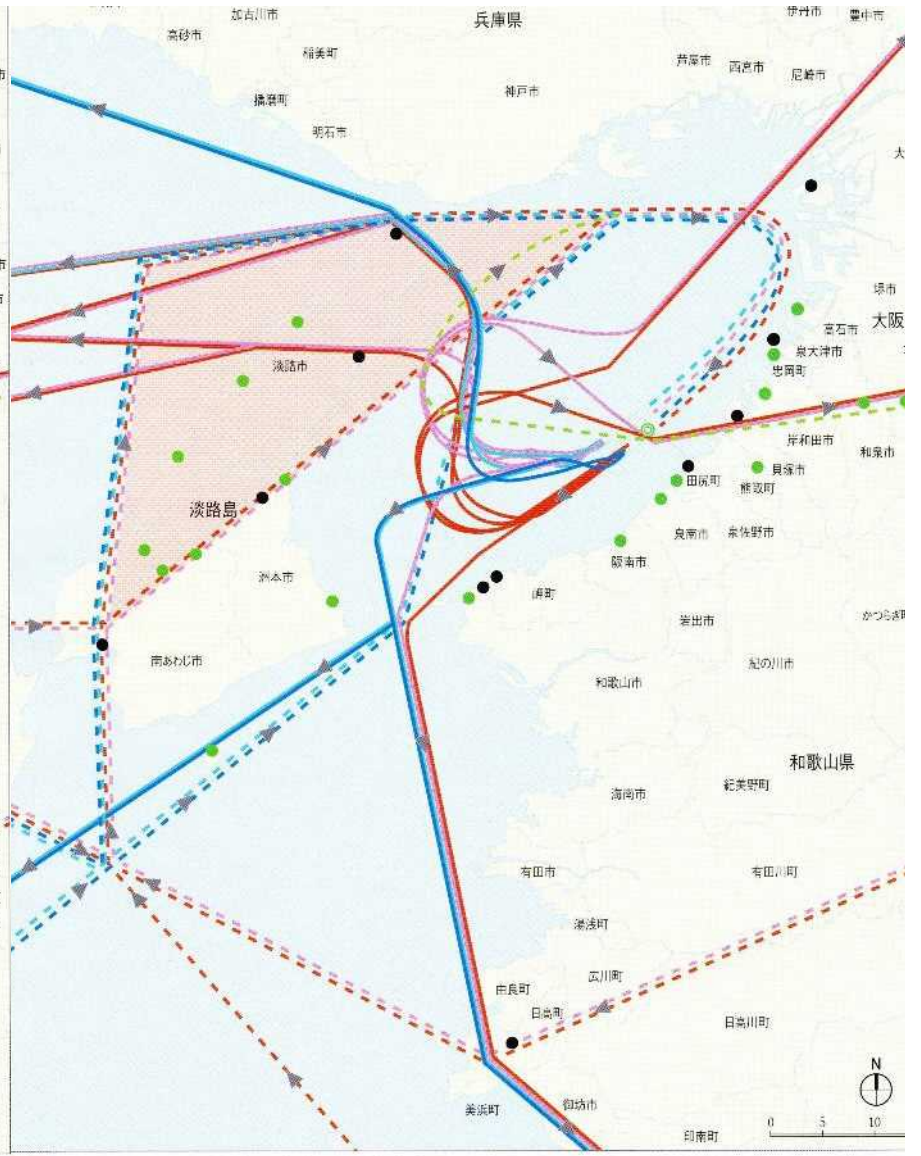 加古川市
兵庫県
伊丹市
豊中市
高砂市
稲美町
芦屋市
西宮市
尼崎市
播磨町
神戸市
明石市
大
堺市
高石市
大阪
泉大津市
忠岡町
淡路市
岸和田市
和泉市
貝塚市
田尻町
熊取町
淡路島
泉南市
泉佐野市
阪南市
洲本市
岬町
岩出市
かつらぎ町
南あわじ市
紀の川市
和歌山市
和歌山県
海南市
紀美野町
有田市
有田川町
湯浅町
広川町
由良町
日高町
日高川町
N
美浜町
御坊市
印南町
0 5 10